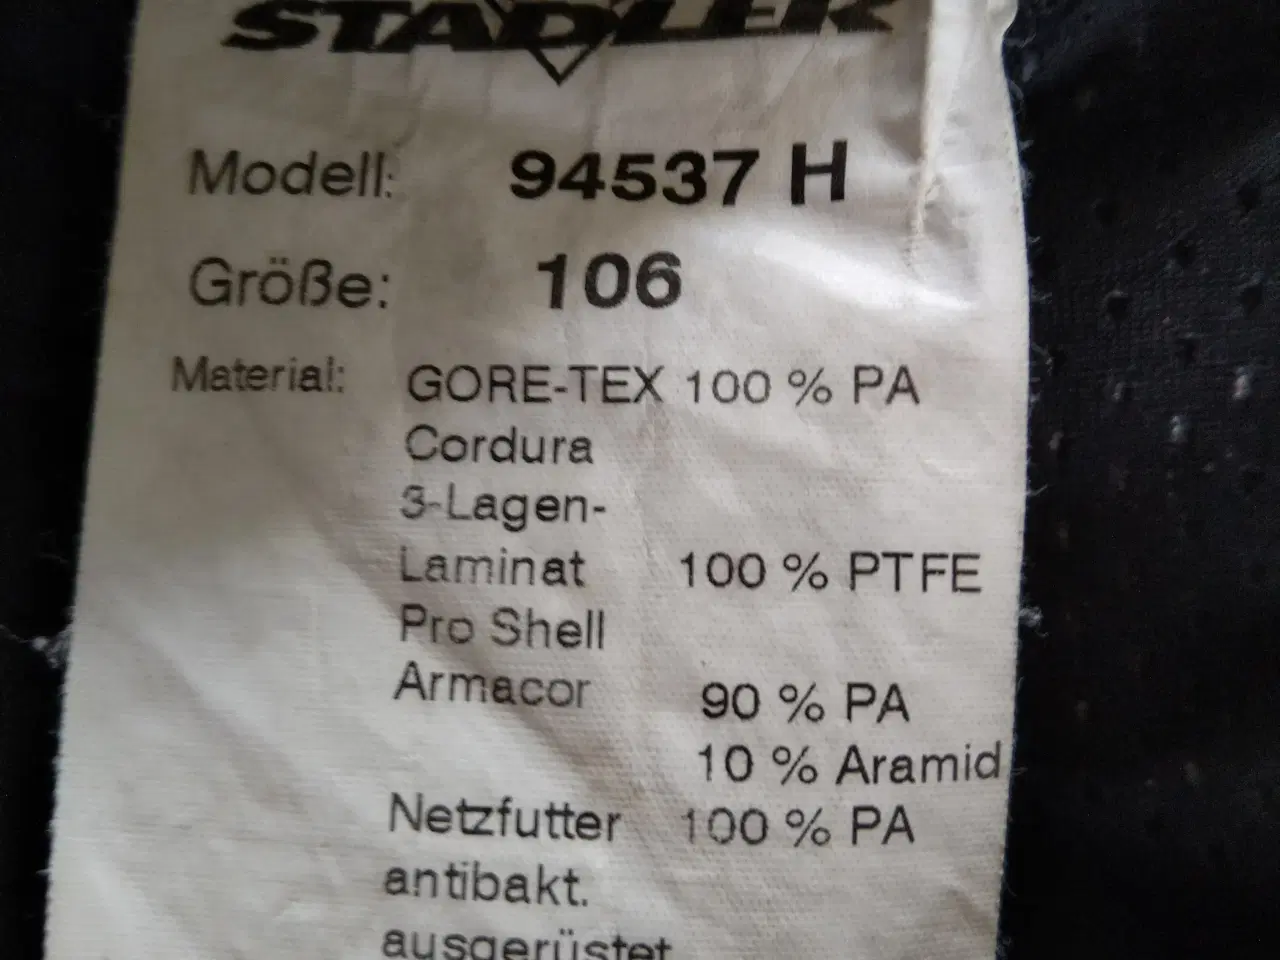 STADLER
Modell: 94537 H
Größe: 106
Material: GORE-TEX 100 % PA
Cordura
3-Lagen-
Laminat 100 % PTFE
Pro Shell
Armacor 90 % PA
10 % Aramid
Netzfutter 100 % PA
antibakt.
ausgerüstet